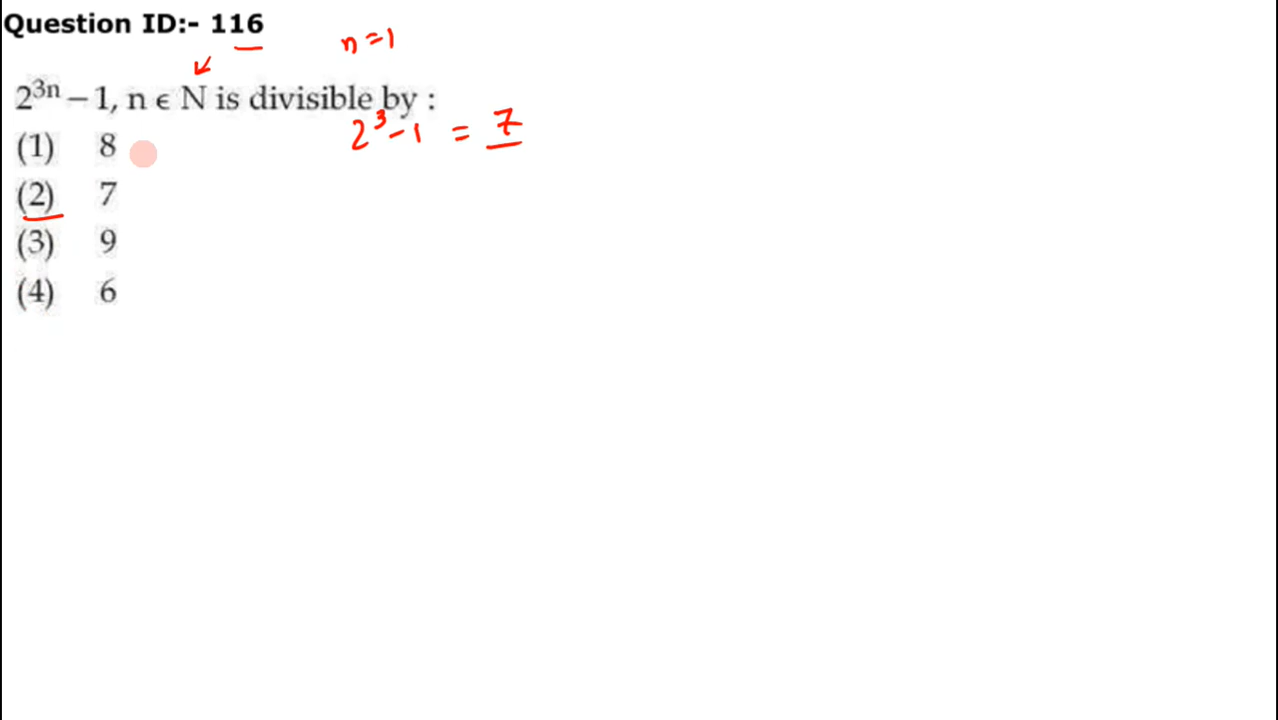 Question ID:- 116
n = 1
2³ⁿ – 1, n ϵ N is divisible by :
2³ - 1 = 7
(1) 8
(2) 7
(3) 9
(4) 6